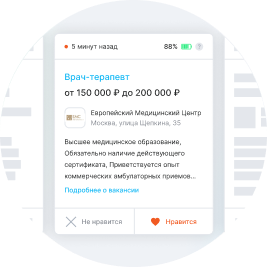 5 минут назад 88% ?
Врач-терапевт
от 150 000 ₽ до 200 000 ₽
EMC
Европейский Медицинский Центр
Москва, улица Щепкина, 35
Высшее медицинское образование,
Обязательно наличие действующего
сертификата, Приветствуется опыт
коммерческих амбулаторных приемов...
Подробнее о вакансии
Не нравится Нравится